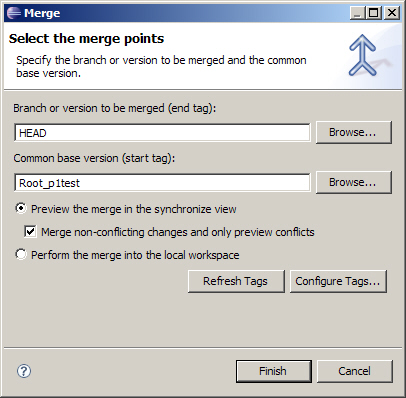 Merge
Select the merge points
Specify the branch or version to be merged and the common
base version.
Branch or version to be merged (end tag):
HEAD
Browse...
Common base version (start tag):
Root_p1test
Browse...
Preview the merge in the synchronize view
Merge non-conflicting changes and only preview conflicts
Perform the merge into the local workspace
Refresh Tags
Configure Tags...
?
Finish
Cancel